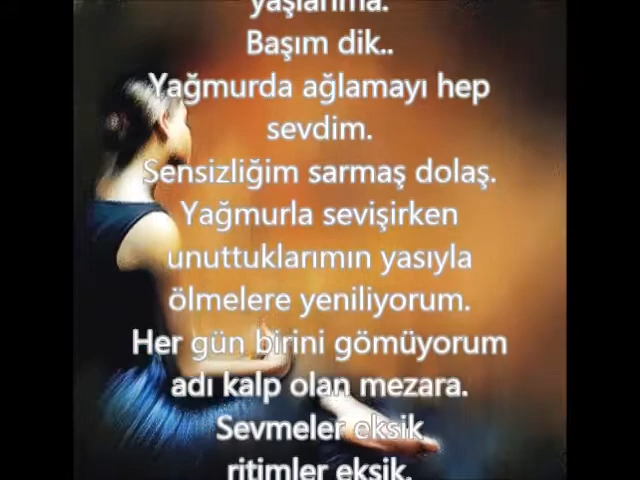 yaşlarıma.
Başım dik..
Yağmurda ağlamayı hep
sevdim.
Sensizliğim sarmaş dolaş.
Yağmurla sevişirken
unuttuklarımın yasıyla
ölmelere yeniliyorum.
Her gün birini gömüyorum
adı kalp olan mezara.
Sevmeler eksik
ritimler eksik.